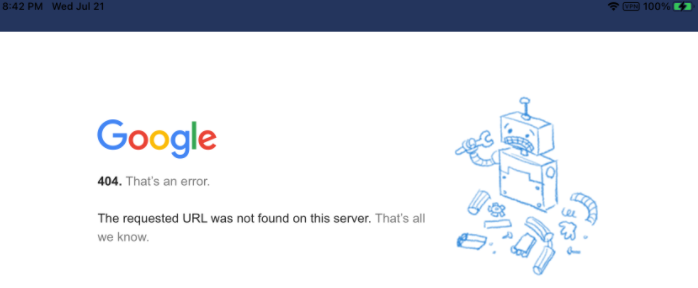 8:42 PM Wed Jul 21
100%
Google
404. That's an error.
The requested URL was not found on this server. That's all
we know.